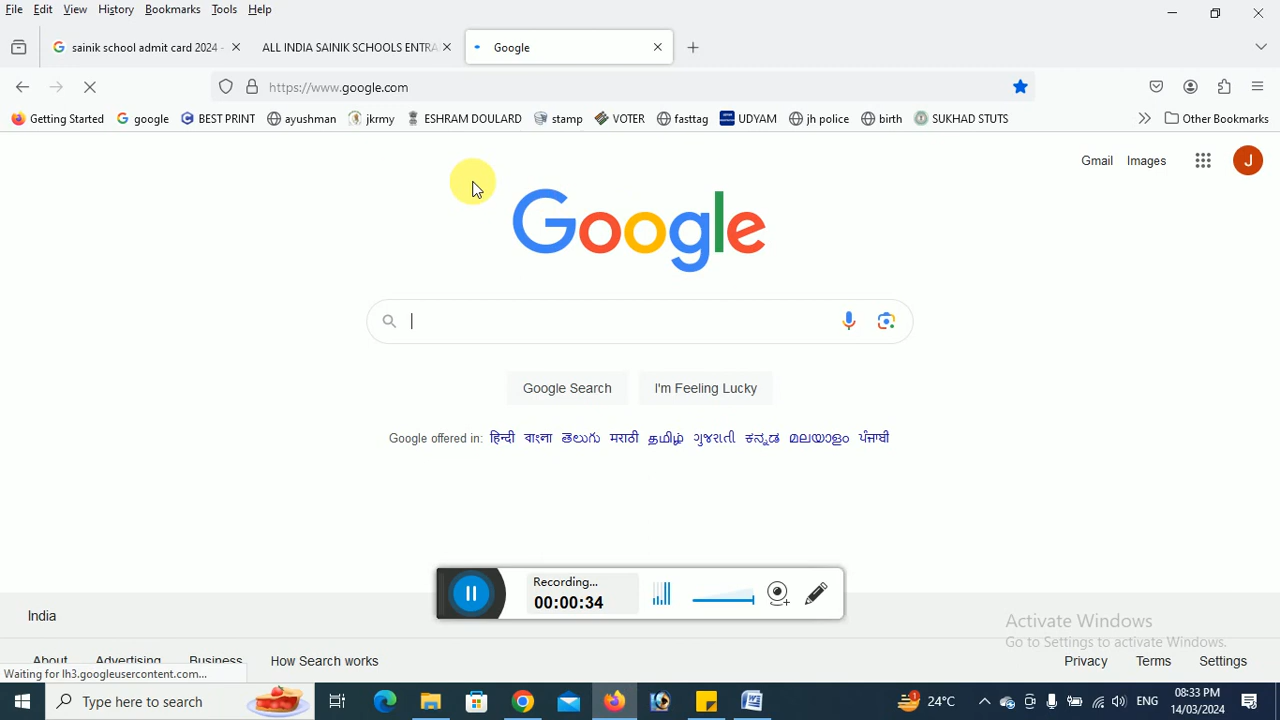 File Edit View History Bookmarks Tools Help
sainik school admit card 2024 - ALL INDIA SAINIK SCHOOLS ENTRA Google
https://www.google.com
Getting Started google BEST PRINT ayushman jkrmy ESHRAM DOULARD stamp VOTER fasttag UDYAM jh police birth SUKHAD STUTS Other Bookmarks
Gmail Images J
Google
Google Search I'm Feeling Lucky
Google offered in: हिन्दी বাংলা తెలుగు मराठी தமிழ் ગુજરાતી ಕನ್ನಡ മലയാളം ਪੰਜਾਬੀ
Recording...
00:00:34
India
Activate Windows
Go to Settings to activate Windows.
About Advertising Business How Search works Privacy Terms Settings
Waiting for lh3.googleusercontent.com...
Type here to search 24°C ENG 08:33 PM
14/03/2024